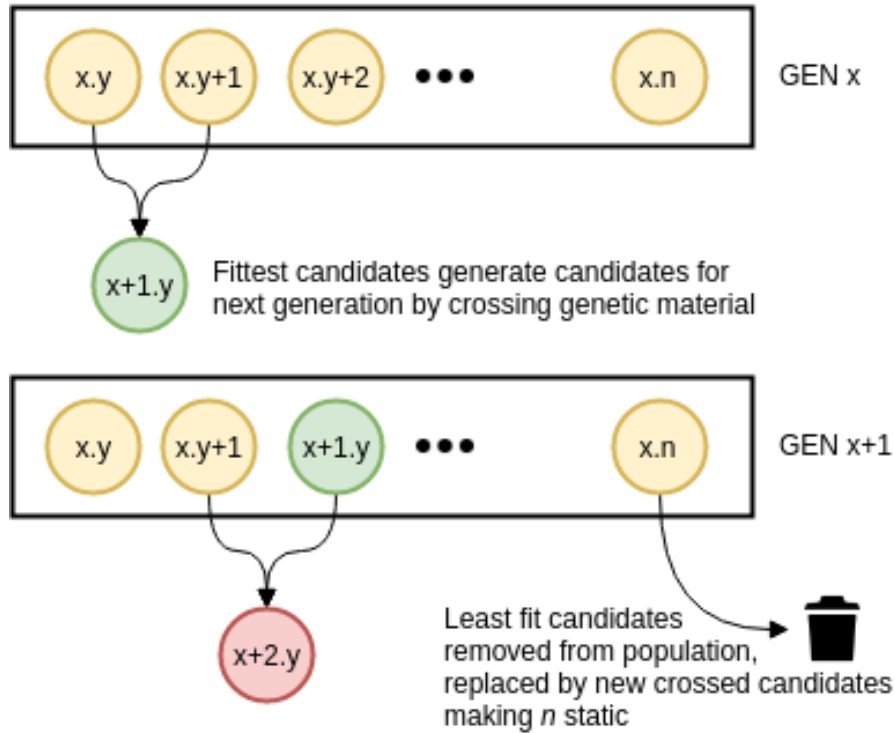 x.y x.y+1 x.y+2 x.n GEN x
x+1.y
Fittest candidates generate candidates for
next generation by crossing genetic material
x.y x.y+1 x+1.y x.n GEN x+1
x+2.y
Least fit candidates
removed from population,
replaced by new crossed candidates
making n static